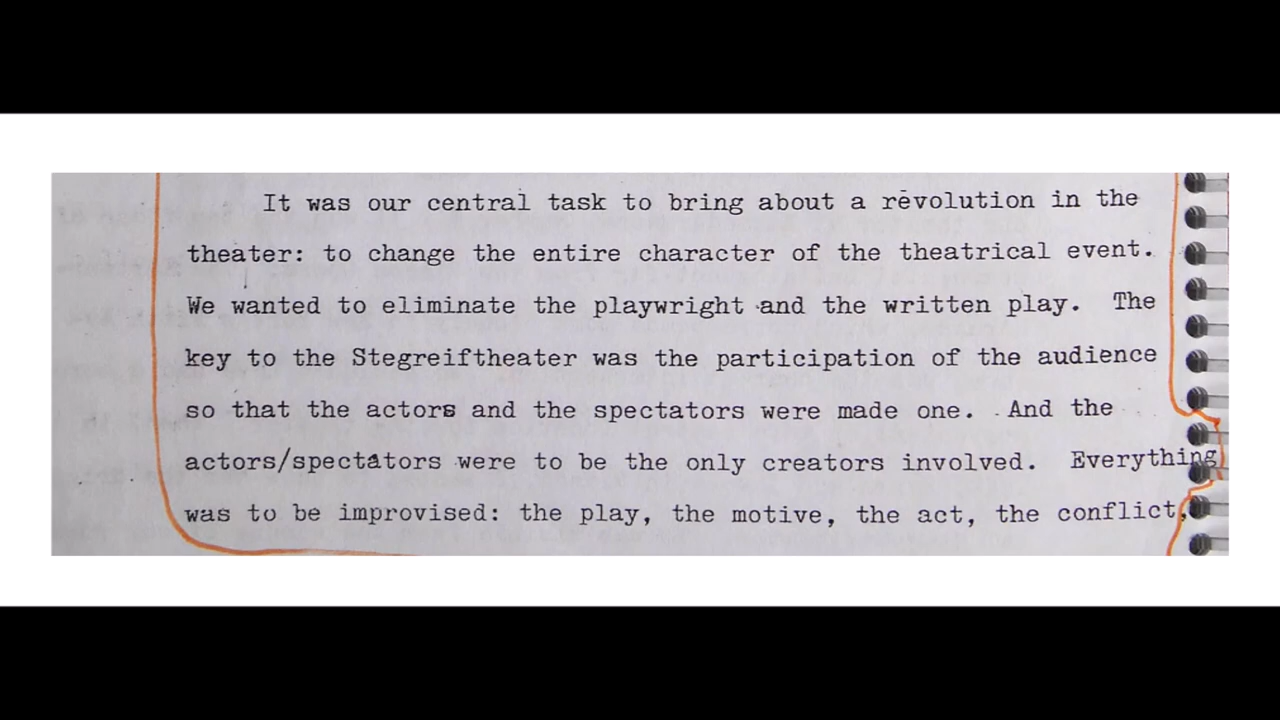 It was our central task to bring about a revolution in the
theater: to change the entire character of the theatrical event.
We wanted to eliminate the playwright and the written play. The
key to the Stegreiftheater was the participation of the audience
so that the actors and the spectators were made one. And the
actors/spectators were to be the only creators involved. Everything
was to be improvised: the play, the motive, the act, the conflict,